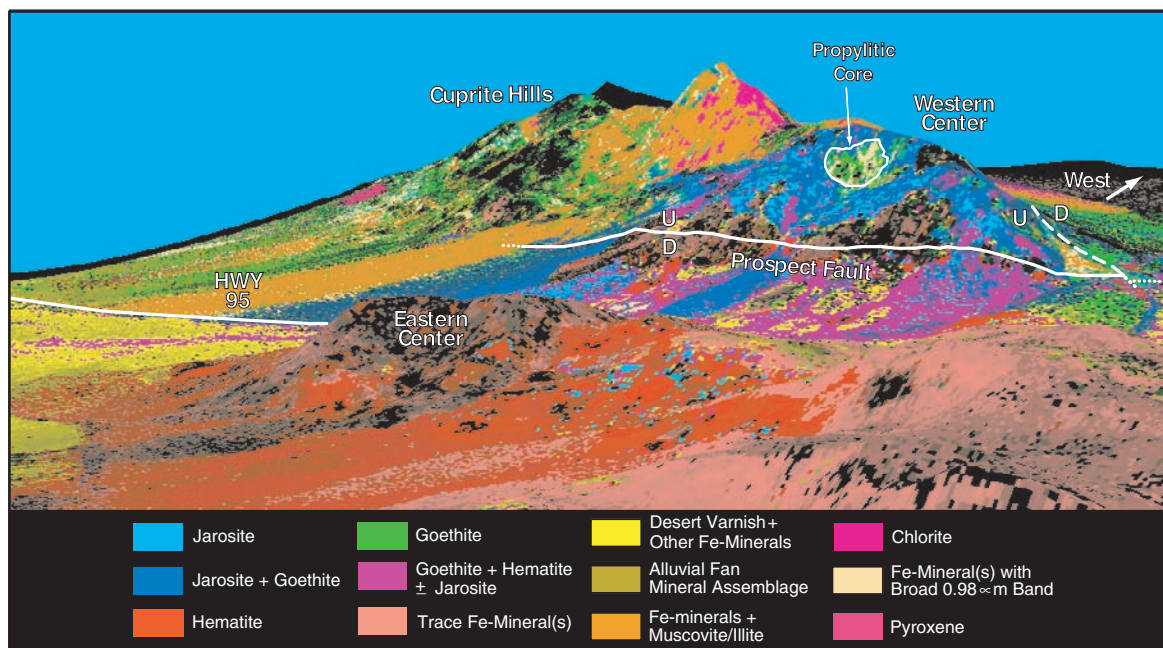 Propylitic
Core
Cuprite Hills
Western
Center
West
U
D
U
D
Prospect Fault
HWY
95
Eastern
Center
Jarosite
Goethite
Desert Varnish+
Other Fe-Minerals
Chlorite
Jarosite + Goethite
Goethite + Hematite
± Jarosite
Alluvial Fan
Mineral Assemblage
Fe-Mineral(s) with
Broad 0.98∝m Band
Hematite
Trace Fe-Mineral(s)
Fe-minerals +
Muscovite/Illite
Pyroxene